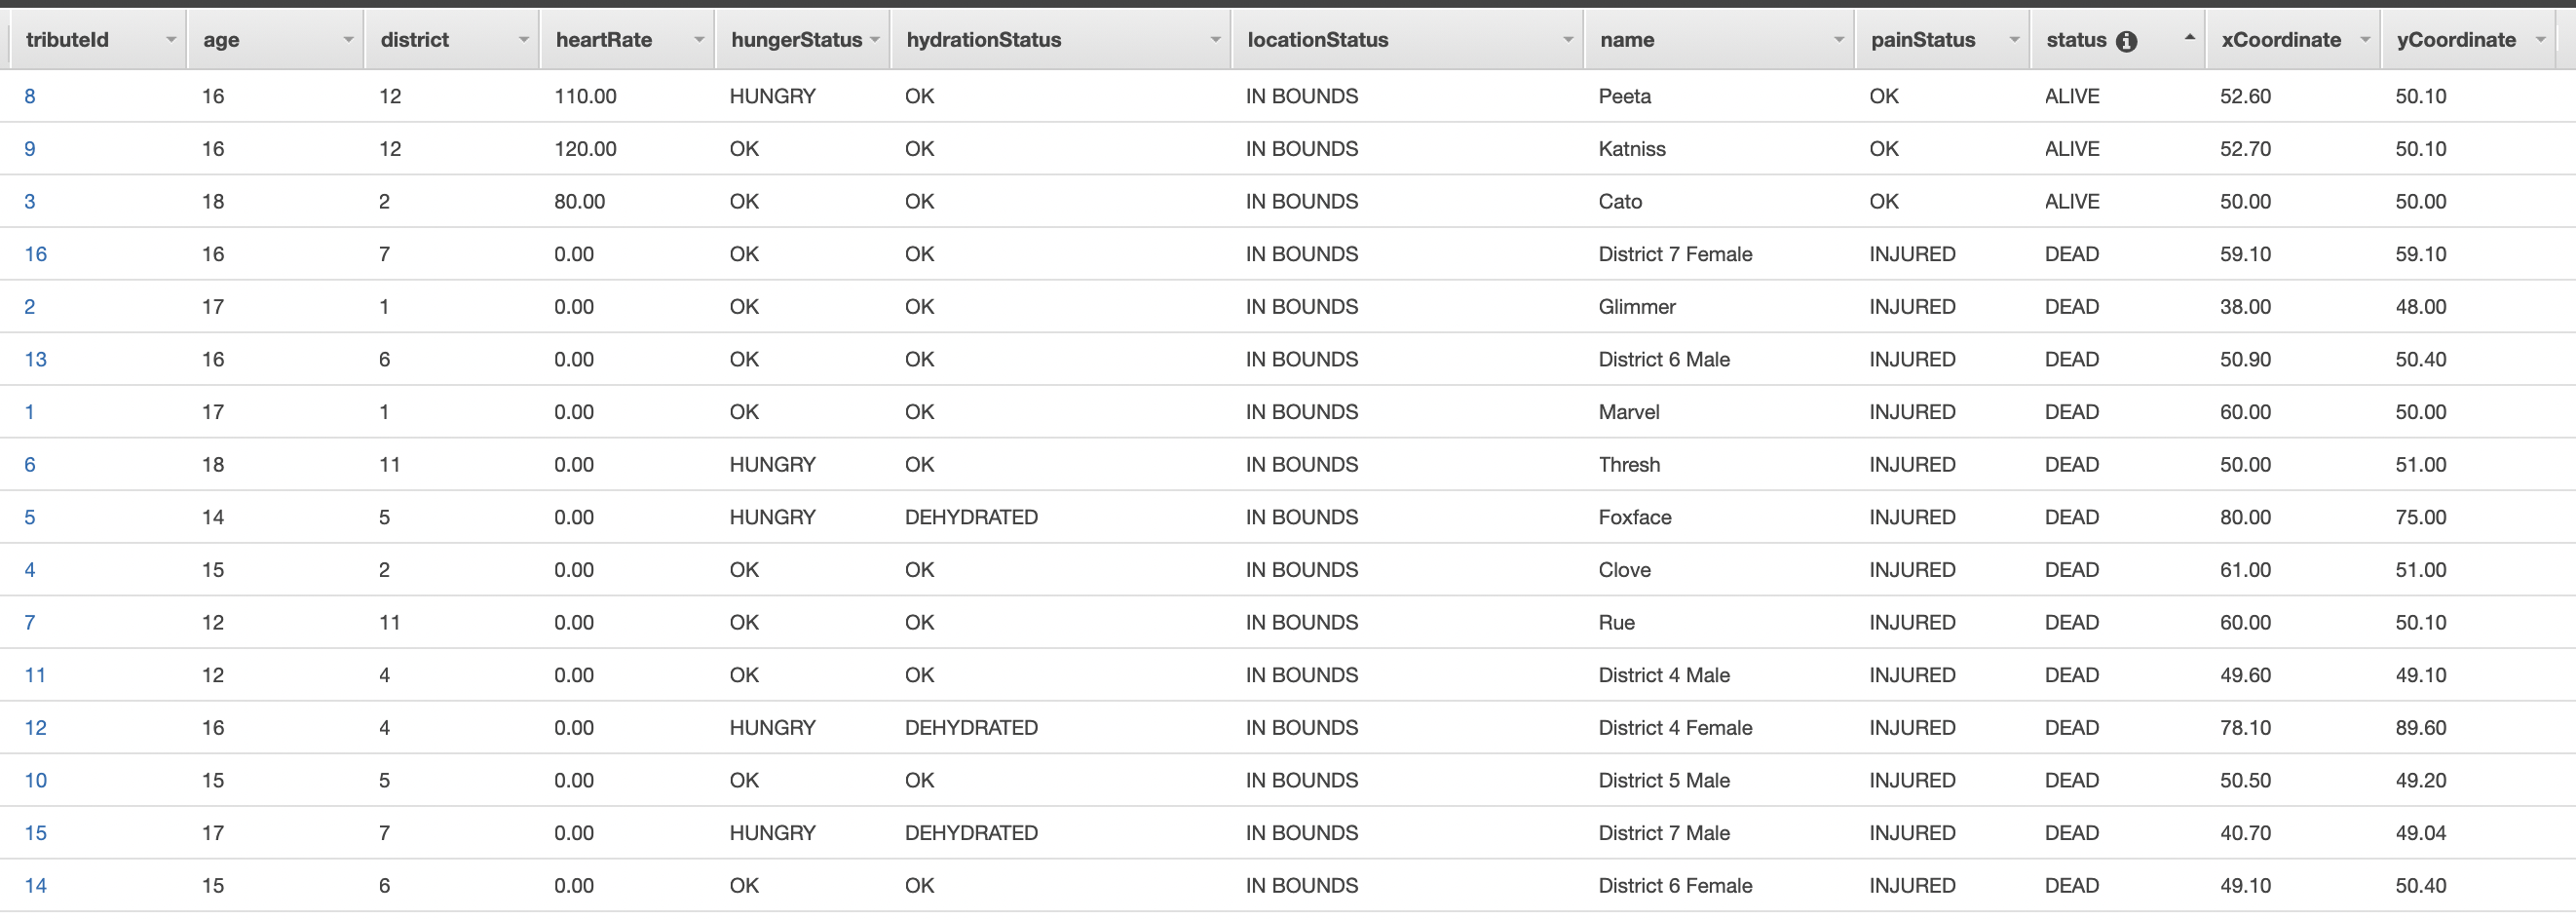 tributeId age district heartRate hungerStatus hydrationStatus locationStatus name painStatus status xCoordinate yCoordinate
8 16 12 110.00 HUNGRY OK IN BOUNDS Peeta OK ALIVE 52.60 50.10
9 16 12 120.00 OK OK IN BOUNDS Katniss OK ALIVE 52.70 50.10
3 18 2 80.00 OK OK IN BOUNDS Cato OK ALIVE 50.00 50.00
16 16 7 0.00 OK OK IN BOUNDS District 7 Female INJURED DEAD 59.10 59.10
2 17 1 0.00 OK OK IN BOUNDS Glimmer INJURED DEAD 38.00 48.00
13 16 6 0.00 OK OK IN BOUNDS District 6 Male INJURED DEAD 50.90 50.40
1 17 1 0.00 OK OK IN BOUNDS Marvel INJURED DEAD 60.00 50.00
6 18 11 0.00 HUNGRY OK IN BOUNDS Thresh INJURED DEAD 50.00 51.00
5 14 5 0.00 HUNGRY DEHYDRATED IN BOUNDS Foxface INJURED DEAD 80.00 75.00
4 15 2 0.00 OK OK IN BOUNDS Clove INJURED DEAD 61.00 51.00
7 12 11 0.00 OK OK IN BOUNDS Rue INJURED DEAD 60.00 50.10
11 12 4 0.00 OK OK IN BOUNDS District 4 Male INJURED DEAD 49.60 49.10
12 16 4 0.00 HUNGRY DEHYDRATED IN BOUNDS District 4 Female INJURED DEAD 78.10 89.60
10 15 5 0.00 OK OK IN BOUNDS District 5 Male INJURED DEAD 50.50 49.20
15 17 7 0.00 HUNGRY DEHYDRATED IN BOUNDS District 7 Male INJURED DEAD 40.70 49.04
14 15 6 0.00 OK OK IN BOUNDS District 6 Female INJURED DEAD 49.10 50.40